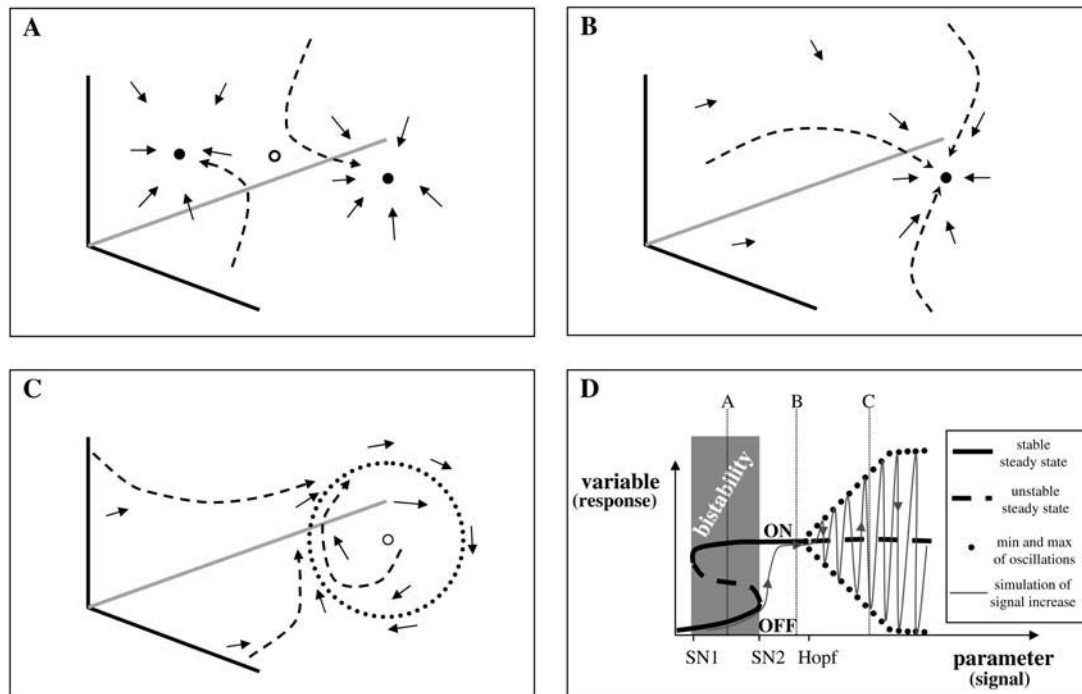 A
B
C
D
A
B
C
variable
(response)
bistability
ON
OFF
SN1
SN2
Hopf
parameter
(signal)
stable
steady state
unstable
steady state
min and max
of oscillations
simulation of
signal increase